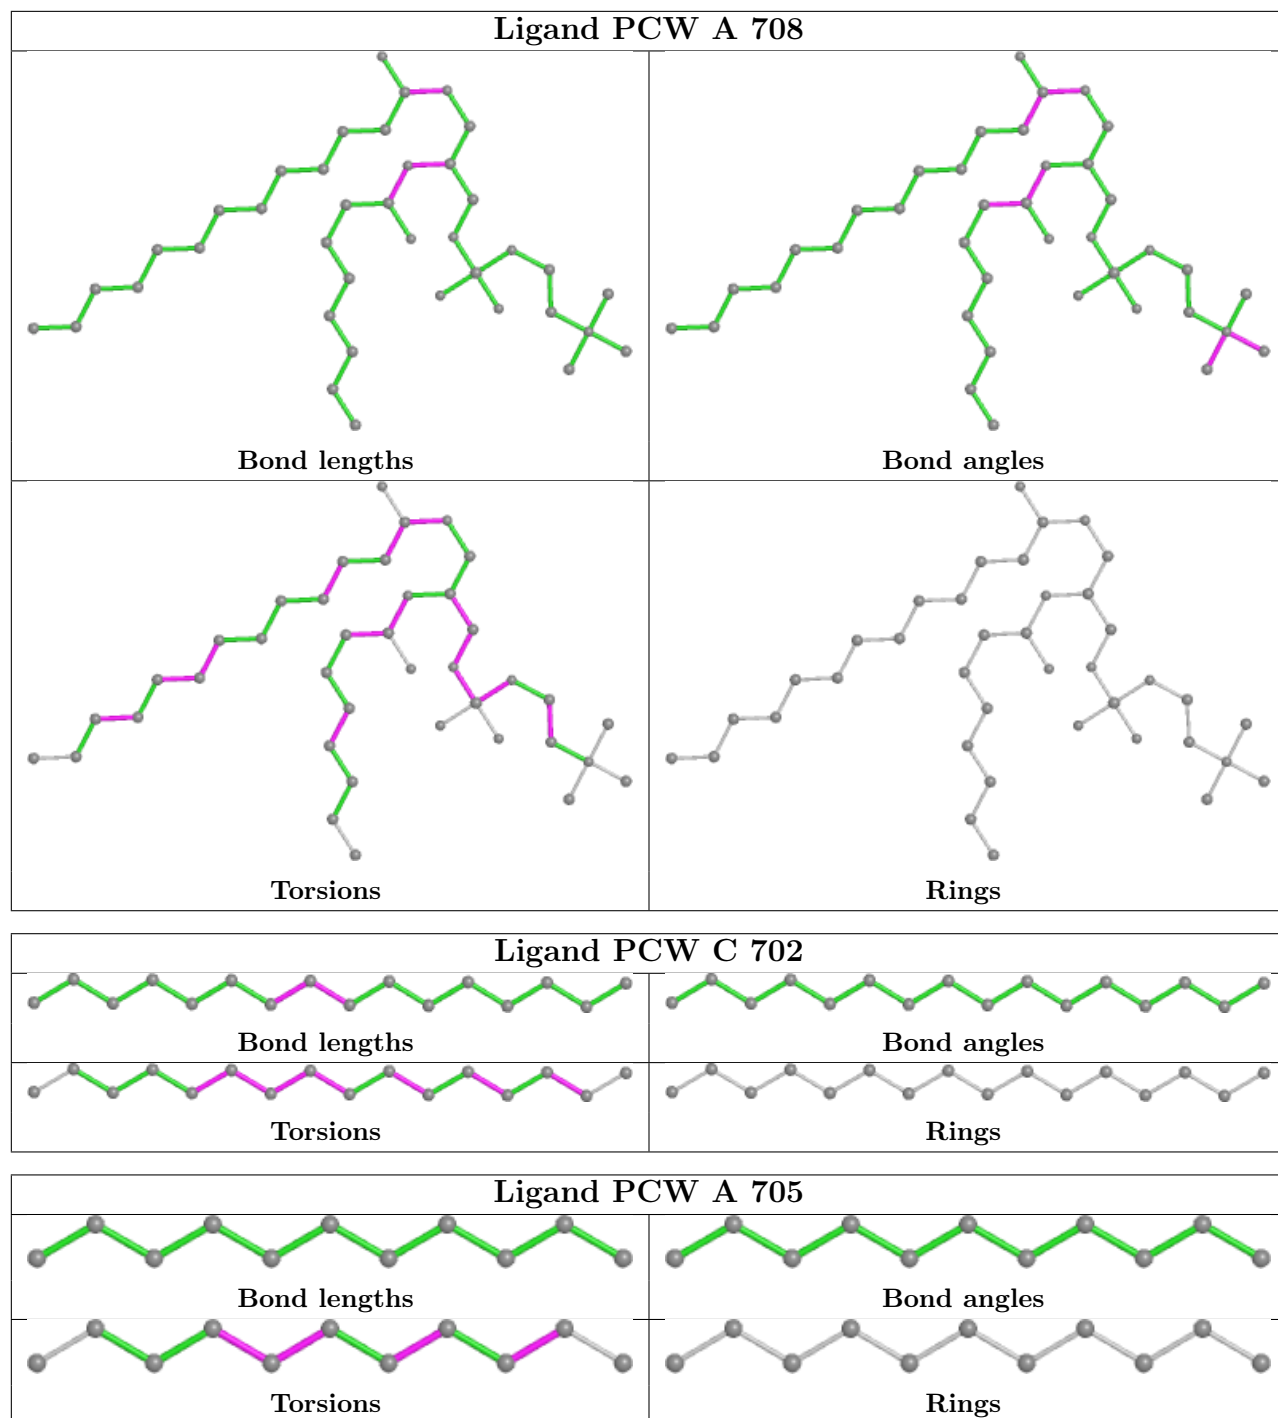 Ligand PCW A 708
Bond lengths
Bond angles
Torsions
Rings
Ligand PCW C 702
Bond lengths
Bond angles
Torsions
Rings
Ligand PCW A 705
Bond lengths
Bond angles
Torsions
Rings